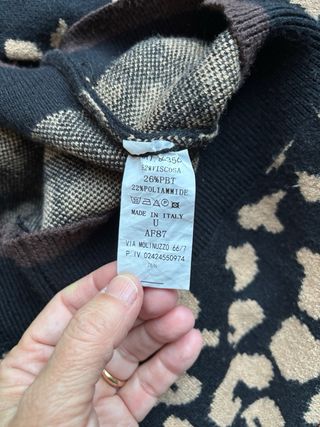 52%VISCOSA
26%PBT
22%POLIAMMIDE
MADE IN ITALY
U
AF87
VIA MOLINUZZO 66/7
P.IV.02424550974